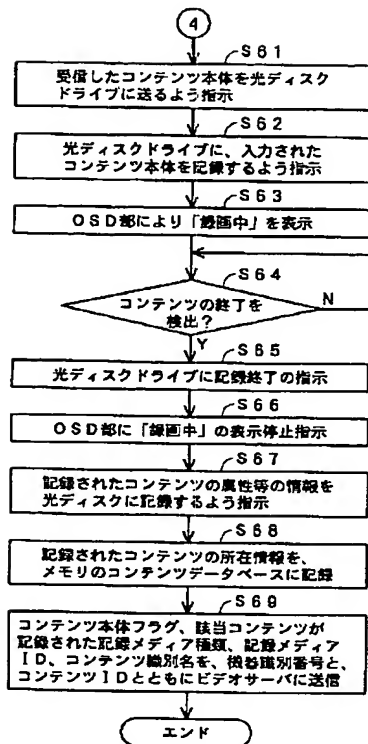 4
S61
受信したコンテンツ本体を光ディスク
ドライブに送るよう指示
S62
光ディスクドライブに、入力された
コンテンツ本体を記録するよう指示
S63
OSD部により「録画中」を表示
S64
コンテンツの終了を
検出?
N
Y
S65
光ディスクドライブに記録終了の指示
S66
OSD部に「録画中」の表示停止指示
S67
記録されたコンテンツの属性等の情報を
光ディスクに記録するよう指示
S68
記録されたコンテンツの所在情報を、
メモリのコンテンツデータベースに記録
S69
コンテンツ本体フラグ、該当コンテンツが
記録された記録メディア種類、記録メディア
ID、コンテンツ識別名を、機器識別番号と、
コンテンツIDとともにビデオサーバに送信
エンド